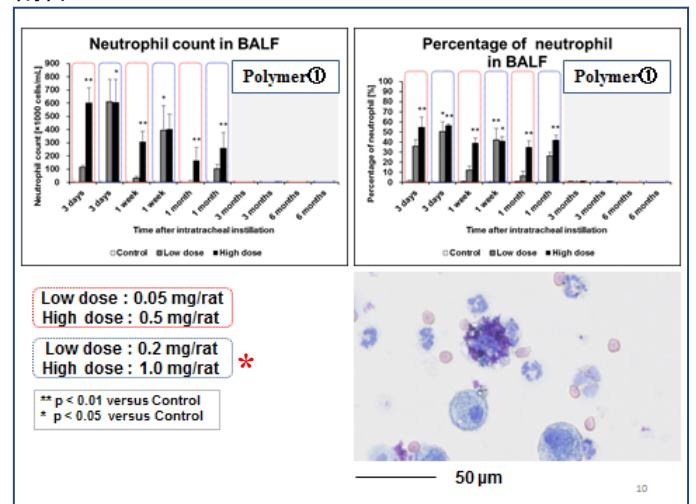 Neutrophil count in BALF
Polymer①
Neutrophil count [×1000 cells/mL]
900
800
700
600
500
400
300
200
100
0
** * ** * ** **
3 days
3 days
1 week
1 week
1 month
1 month
3 months
3 months
6 months
6 months
Time after intratracheal instillation
Control Low dose High dose
Percentage of neutrophil
in BALF
Polymer①
Percentage of neutrophil [%]
100
90
80
70
60
50
40
30
20
10
0
** * ** ** ** * ** **
3 days
3 days
1 week
1 week
1 month
1 month
3 months
3 months
6 months
6 months
Time after intratracheal instillation
Control Low dose High dose
Low dose : 0.05 mg/rat
High dose : 0.5 mg/rat
Low dose : 0.2 mg/rat
High dose : 1.0 mg/rat
*
** p < 0.01 versus Control
* p < 0.05 versus Control
50 µm
10